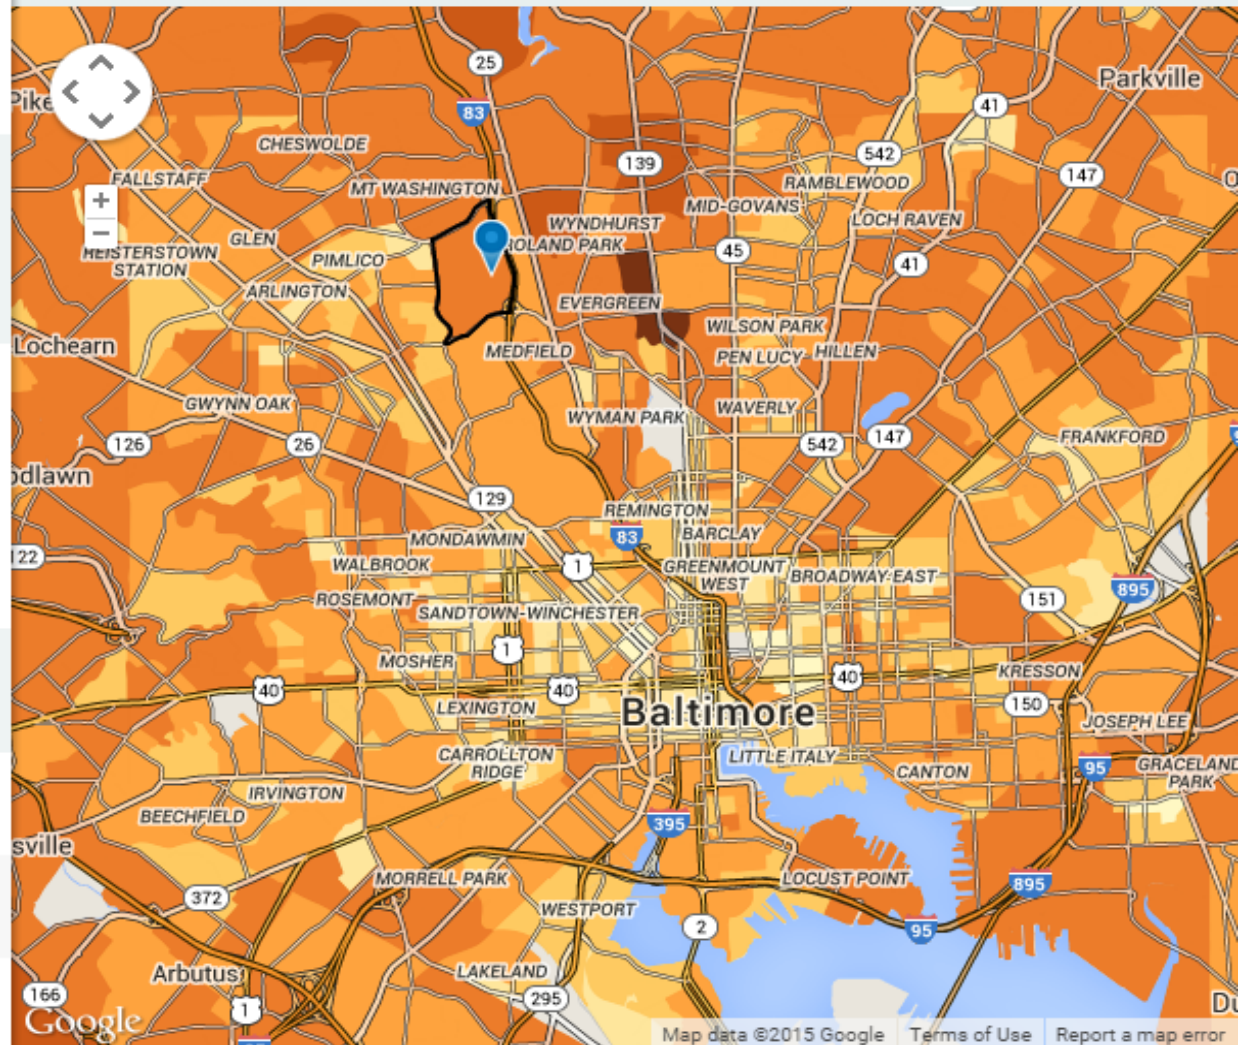 25
Parkville
Pike
83
41
CHESWOLDE
139
542
FALLSTAFF
MT WASHINGTON
RAMBLEWOOD
147
O
+
MID-GOVANS
WYNDHURST
LOCH RAVEN
GLEN
ROLAND PARK
−
REISTERSTOWN
STATION
PIMLICO
45
41
ARLINGTON
EVERGREEN
WILSON PARK
Lochearn
MEDFIELD
PEN LUCY
HILLEN
GWYNN OAK
WYMAN PARK
WAVERLY
126
26
542
147
FRANKFORD
odlawn
129
REMINGTON
83
BARCLAY
MONDAWMIN
122
WALBROOK
1
GREENMOUNT
WEST
BROADWAY-EAST
895
ROSEMONT
SANDTOWN-WINCHESTER
151
1
MOSHER
KRESSON
40
40
40
LEXINGTON
Baltimore
150
JOSEPH LEE
CARROLLTON
RIDGE
LITTLE ITALY
CANTON
95
GRACELAND
PARK
IRVINGTON
BEECHFIELD
395
sville
MORRELL PARK
LOCUST POINT
895
372
WESTPORT
2
95
Arbutus
LAKELAND
166
1
295
Du
Google
Map data ©2015 Google
Terms of Use
Report a map error